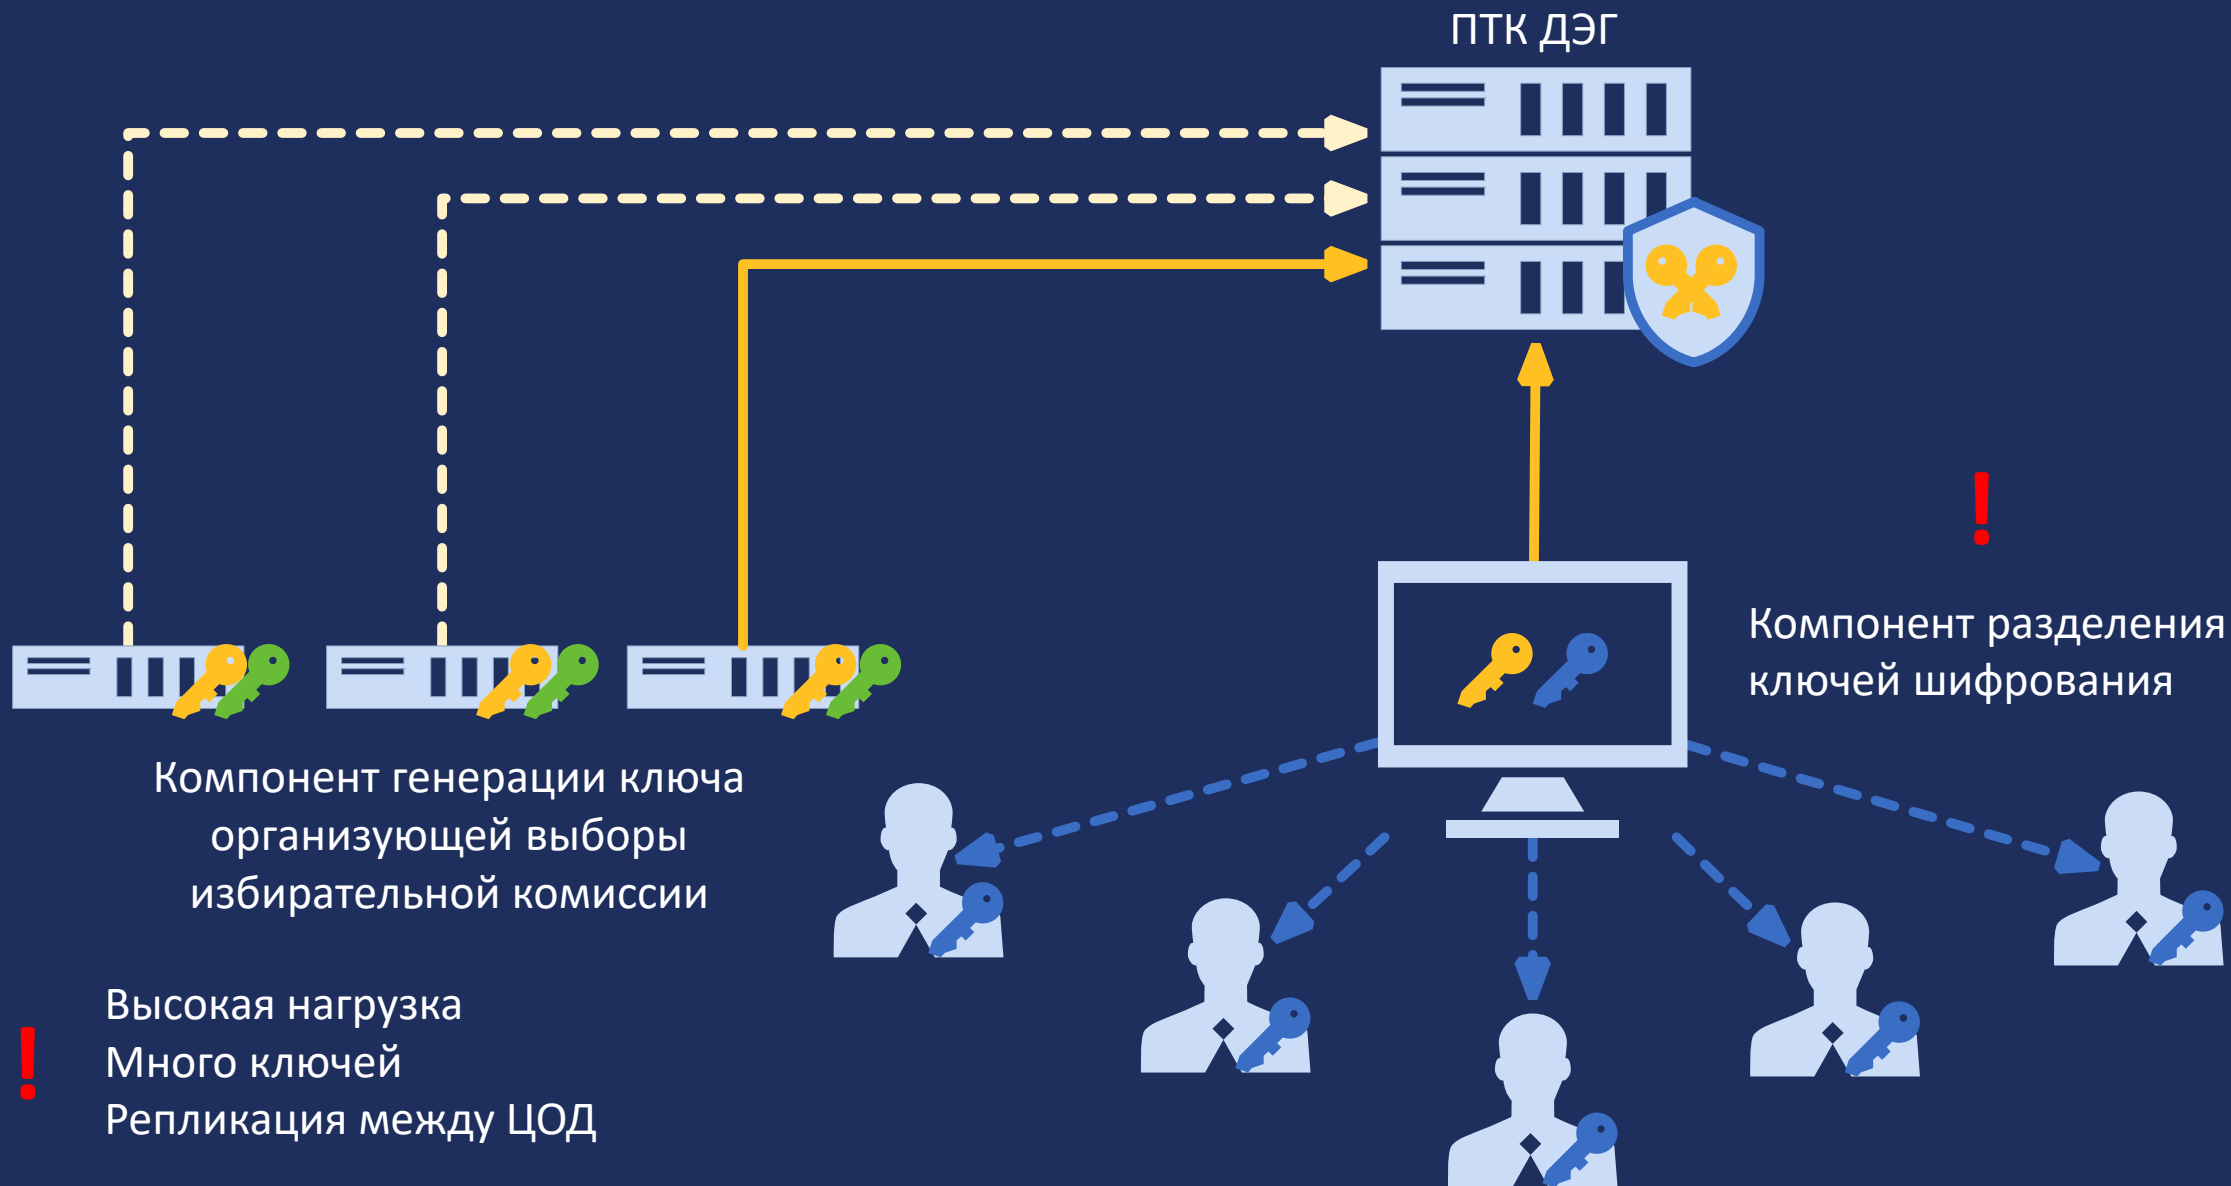 ПТК ДЭГ
!
Компонент разделения
ключей шифрования
Компонент генерации ключа
организующей выборы
избирательной комиссии
!
Высокая нагрузка
Много ключей
Репликация между ЦОД